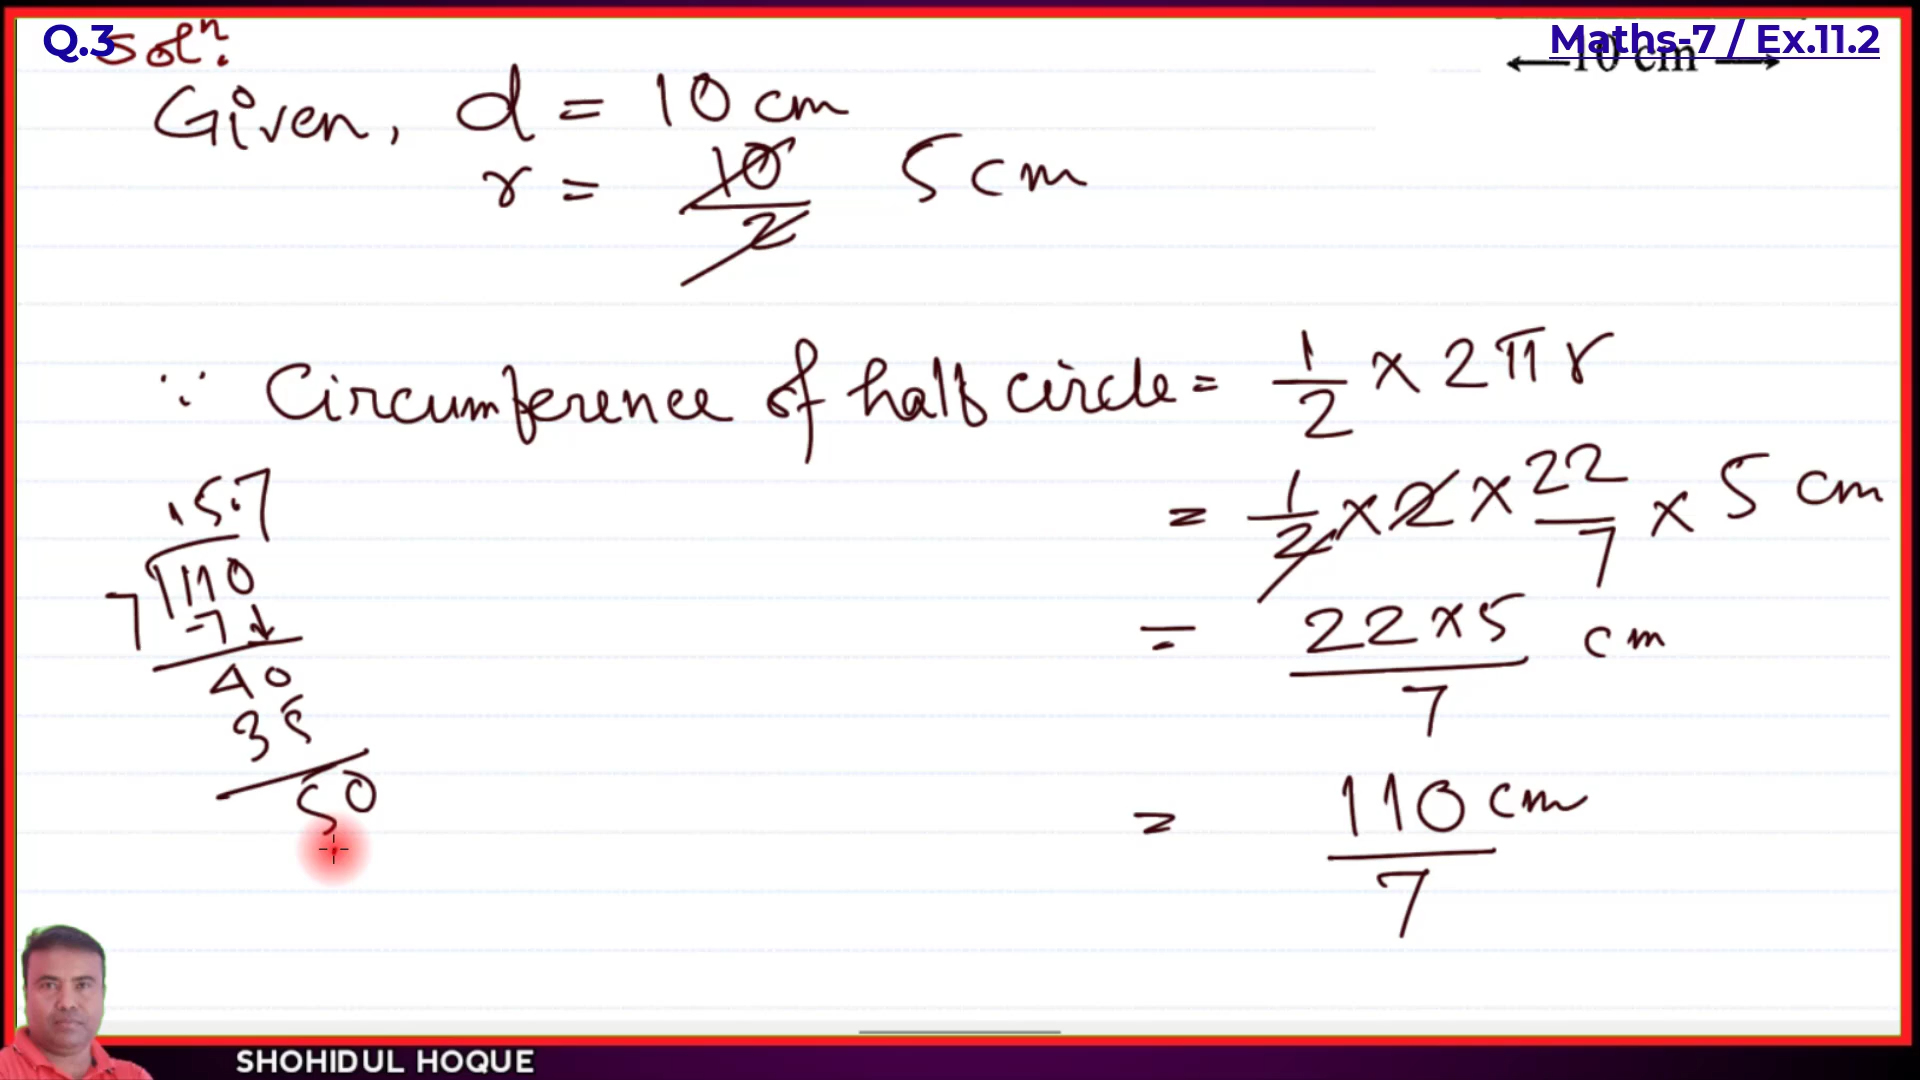 Q.3
Solⁿ:
Maths-7 / Ex.11.2
10 cm
Given, d = 10 cm
r = 10/2 5 cm
∵ Circumference of half circle = 1/2 × 2πr
= 1/2 × 2 × 22/7 × 5 cm
= 22×5/7 cm
= 110/7 cm
15.7
7 110
-7
40
35
50
SHOHIDUL HOQUE